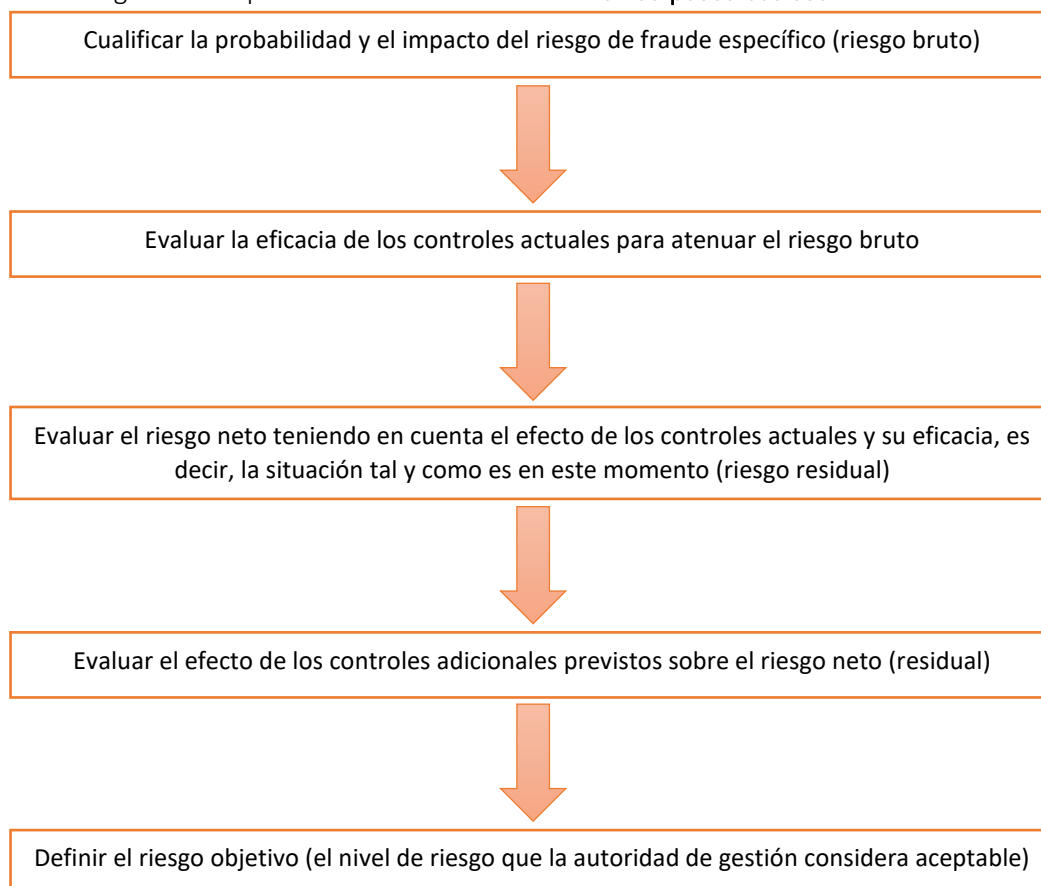 Cualificar la probabilidad y el impacto del riesgo de fraude específico (riesgo bruto)
Evaluar la eficacia de los controles actuales para atenuar el riesgo bruto
Evaluar el riesgo neto teniendo en cuenta el efecto de los controles actuales y su eficacia, es
decir, la situación tal y como es en este momento (riesgo residual)
Evaluar el efecto de los controles adicionales previstos sobre el riesgo neto (residual)
Definir el riesgo objetivo (el nivel de riesgo que la autoridad de gestión considera aceptable)